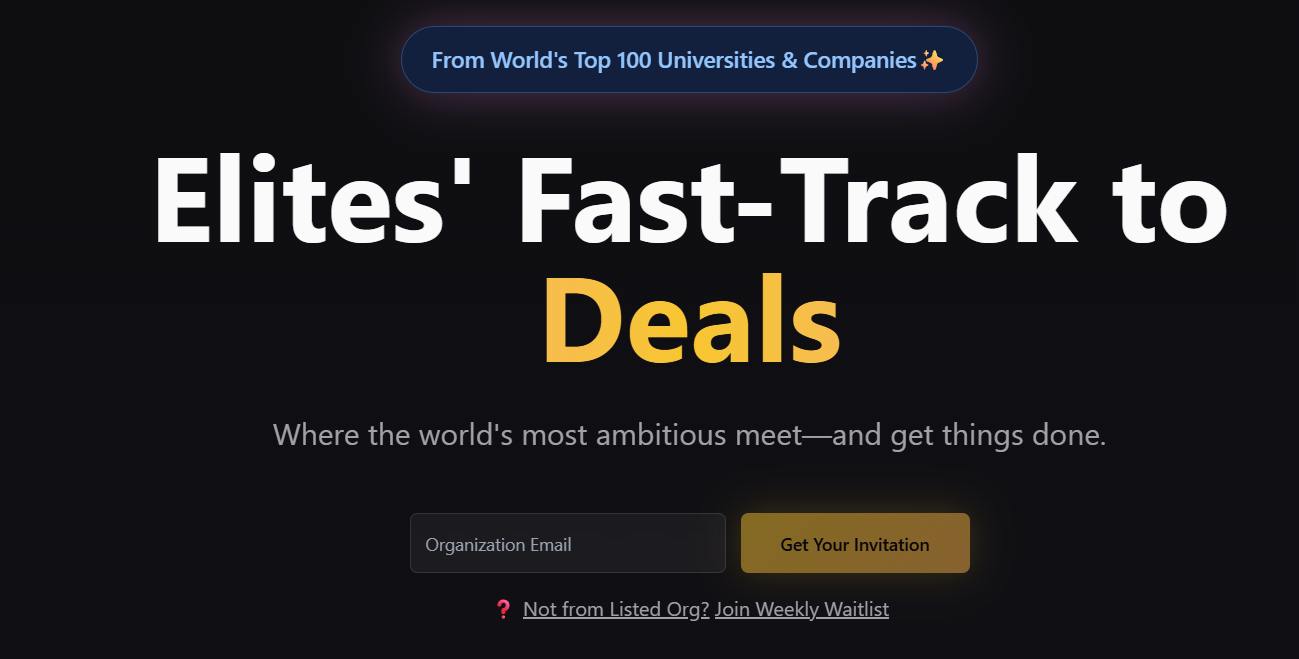 From World's Top 100 Universities & Companies✨
Elites' Fast-Track to
Deals
Where the world's most ambitious meet—and get things done.
Organization Email
Get Your Invitation
❓ Not from Listed Org? Join Weekly Waitlist